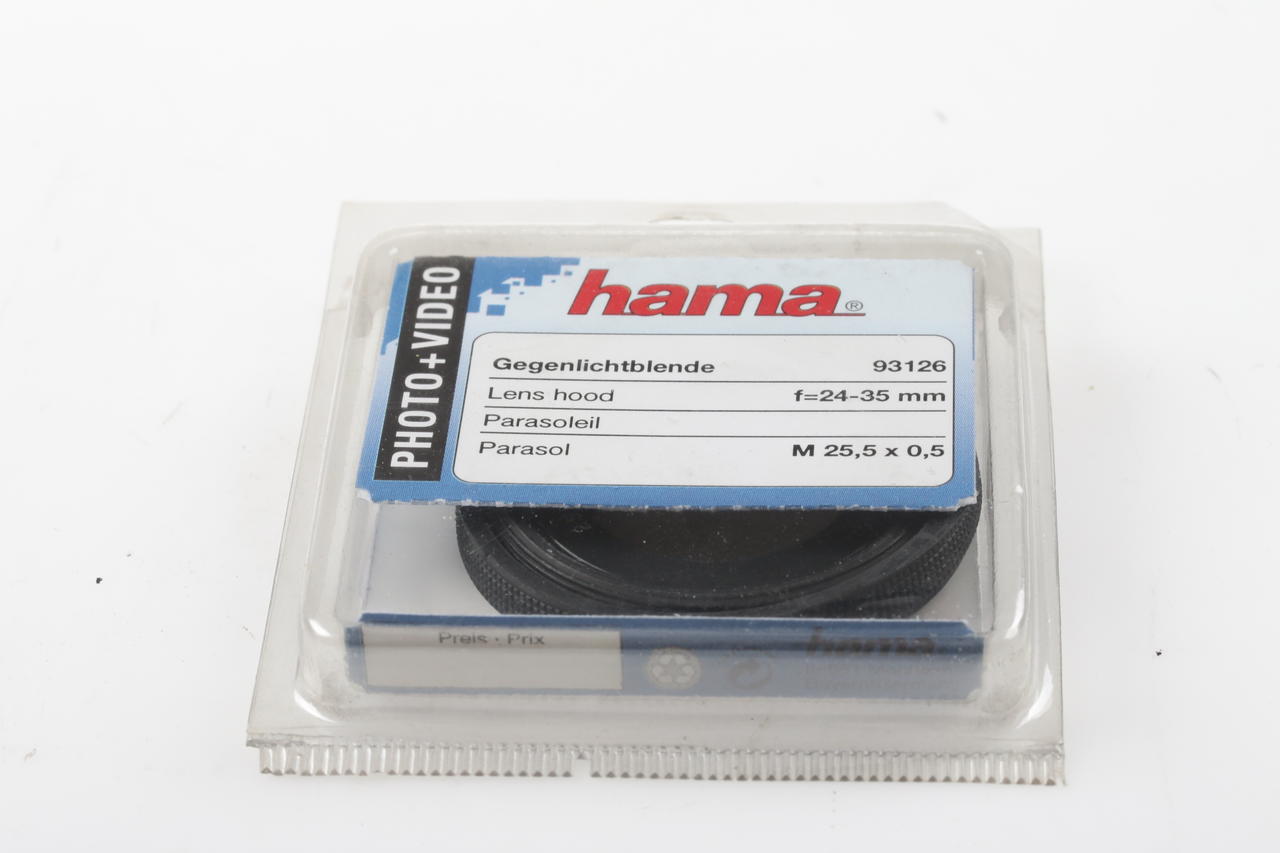 PHOTO+VIDEO
hama®
Gegenlichtblende 93126
Lens hood f=24-35 mm
Parasoleil
Parasol M 25,5 x 0,5
Preis · Prix
hama